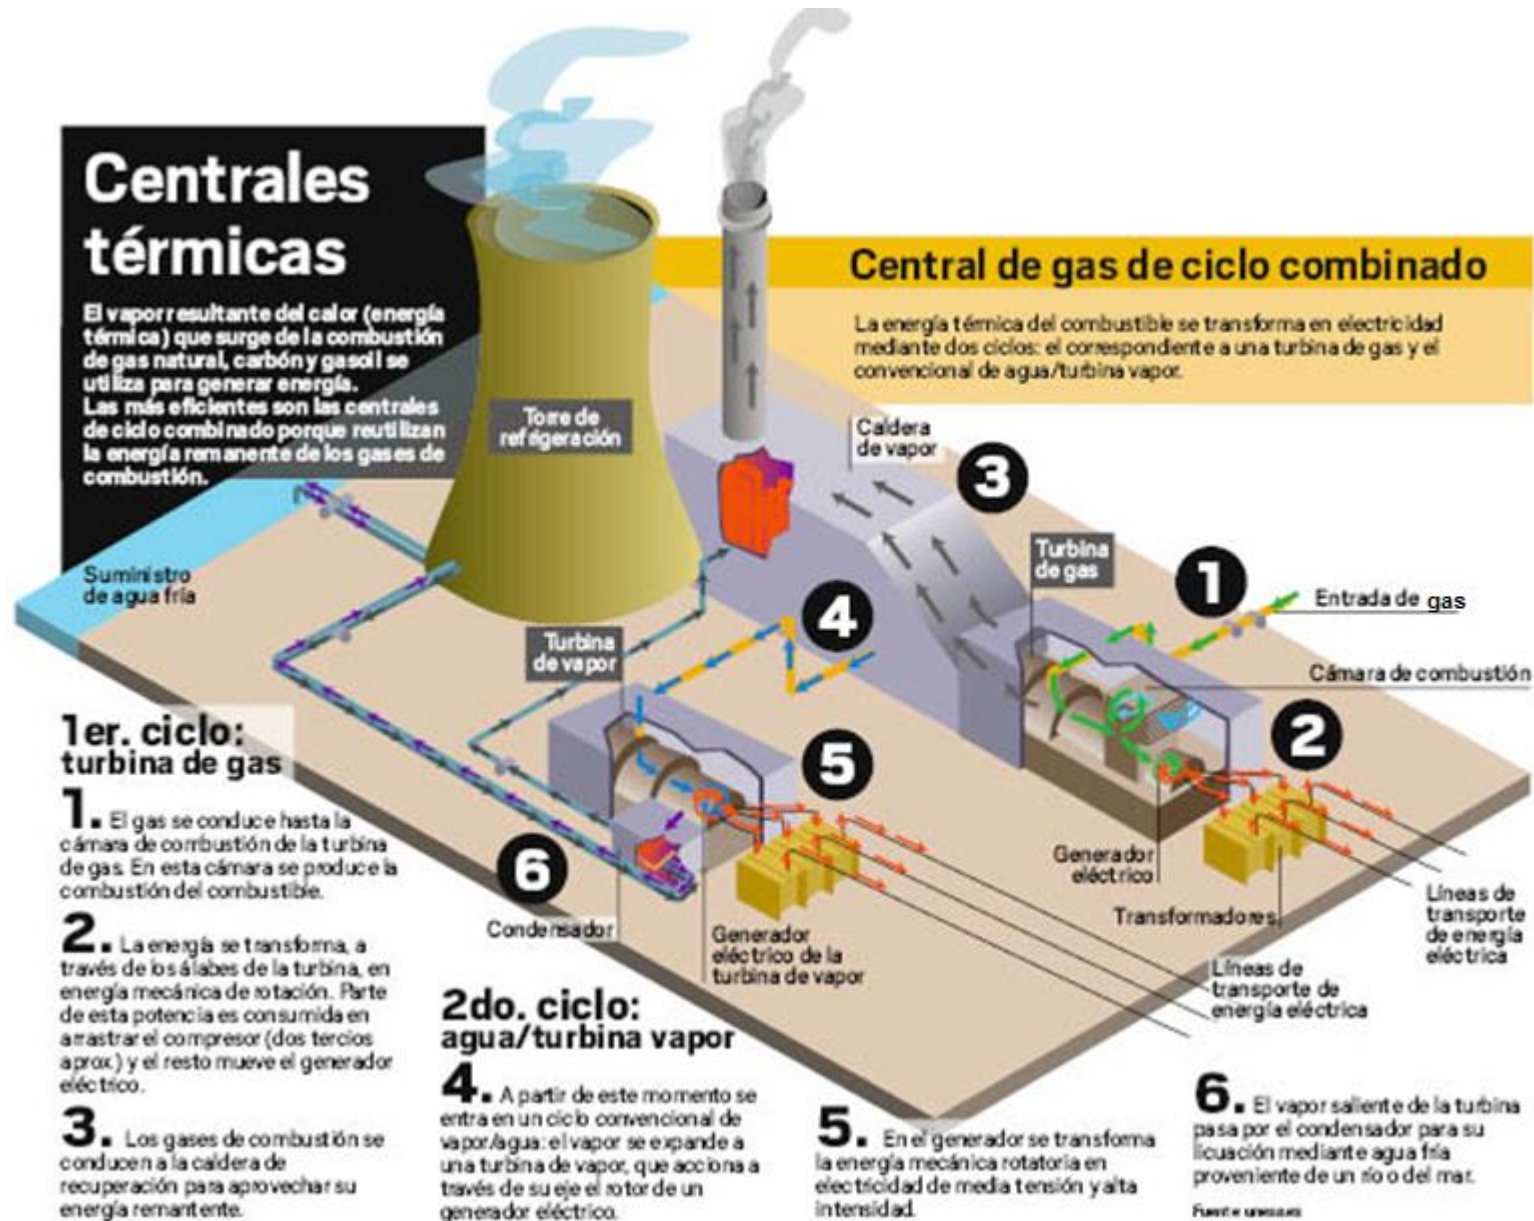 Centrales
térmicas
El vapor resultante del calor (energía
térmica) que surge de la combustión
de gas natural, carbón y gasoil se
utiliza para generar energía.
Las más eficientes son las centrales
de ciclo combinado porque reutilizan
la energía remanente de los gases de
combustión.
Central de gas de ciclo combinado
La energía térmica del combustible se transforma en electricidad
mediante dos ciclos: el correspondiente a una turbina de gas y el
convencional de agua/turbina vapor.
Torre de
refrigeración
Caldera
de vapor
3
Turbina
de gas
1
Entrada de gas
Suministro
de agua fría
4
Turbina
de vapor
Cámara de combustión
2
5
6
Generador
eléctrico
Transformadores
Líneas de
transporte
de energía
eléctrica
Condensador
Generador
eléctrico de la
turbina de vapor
Líneas de
transporte de
energía eléctrica
1er. ciclo:
turbina de gas
1. El gas se conduce hasta la
cámara de combustión de la turbina
de gas. En esta cámara se produce la
combustión del combustible.
2. La energía se transforma, a
través de los álabes de la turbina, en
energía mecánica de rotación. Parte
de esta potencia es consumida en
arrastrar el compresor (dos tercios
aprox.) y el resto mueve el generador
eléctrico.
3. Los gases de combustión se
conducen a la caldera de
recuperación para aprovechar su
energía remantente.
2do. ciclo:
agua/turbina vapor
4. A partir de este momento se
entra en un ciclo convencional de
vapor/agua: el vapor se expande a
una turbina de vapor, que acciona a
través de su eje el rotor de un
generador eléctrico.
5. En el generador se transforma
la energía mecánica rotatoria en
electricidad de media tensión y alta
intensidad.
6. El vapor saliente de la turbina
pasa por el condensador para su
licuación mediante agua fría
proveniente de un río o del mar.
Fuente